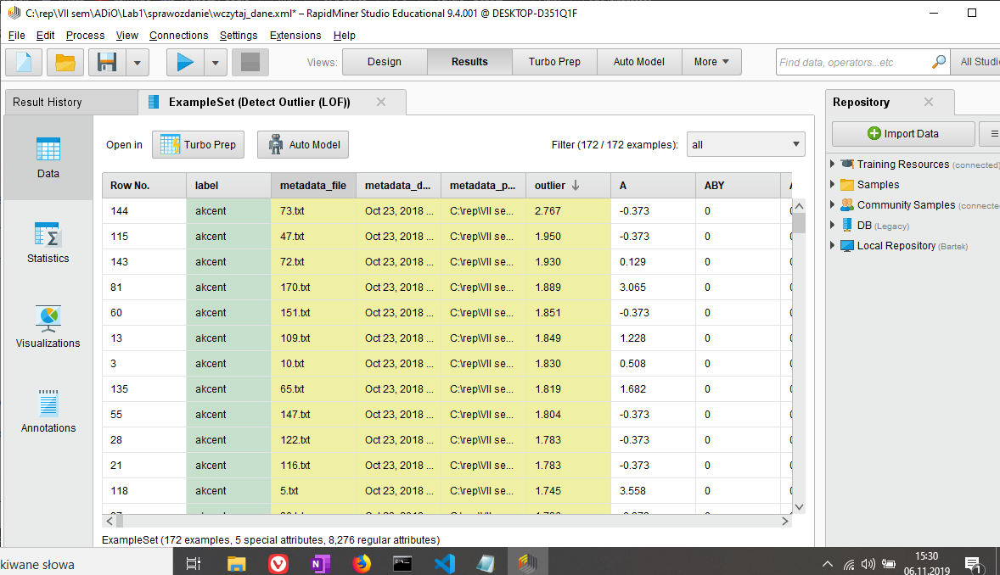 C:\rep\VII sem\ADiO\Lab1\sprawozdanie\wczytaj_dane.xml* – RapidMiner Studio Educational 9.4.001 @ DESKTOP-D351Q1F
File Edit Process View Connections Settings Extensions Help
Views: Design Results Turbo Prep Auto Model More Find data, operators...etc All Studi
Result History ExampleSet (Detect Outlier (LOF)) Repository
Open in Turbo Prep Auto Model Filter (172 / 172 examples): all Import Data
Data
Statistics
Visualizations
Annotations
Row No. label metadata_file metadata_d... metadata_p... outlier A ABY
144 akcent 73.txt Oct 23, 2018 ... C:\rep\VII se... 2.767 -0.373 0
115 akcent 47.txt Oct 23, 2018 ... C:\rep\VII se... 1.950 -0.373 0
143 akcent 72.txt Oct 23, 2018 ... C:\rep\VII se... 1.930 0.129 0
81 akcent 170.txt Oct 23, 2018 ... C:\rep\VII se... 1.889 3.065 0
60 akcent 151.txt Oct 23, 2018 ... C:\rep\VII se... 1.851 -0.373 0
13 akcent 109.txt Oct 23, 2018 ... C:\rep\VII se... 1.849 1.228 0
3 akcent 10.txt Oct 23, 2018 ... C:\rep\VII se... 1.830 0.508 0
135 akcent 65.txt Oct 23, 2018 ... C:\rep\VII se... 1.819 1.682 0
55 akcent 147.txt Oct 23, 2018 ... C:\rep\VII se... 1.804 -0.373 0
28 akcent 122.txt Oct 23, 2018 ... C:\rep\VII se... 1.783 -0.373 0
21 akcent 116.txt Oct 23, 2018 ... C:\rep\VII se... 1.783 -0.373 0
118 akcent 5.txt Oct 23, 2018 ... C:\rep\VII se... 1.745 3.558 0
ExampleSet (172 examples, 5 special attributes, 8,276 regular attributes)
Training Resources (connected)
Samples
Community Samples (connecte
DB (Legacy)
Local Repository (Bartek)
kiwane słowa
15:30
06.11.2019
1